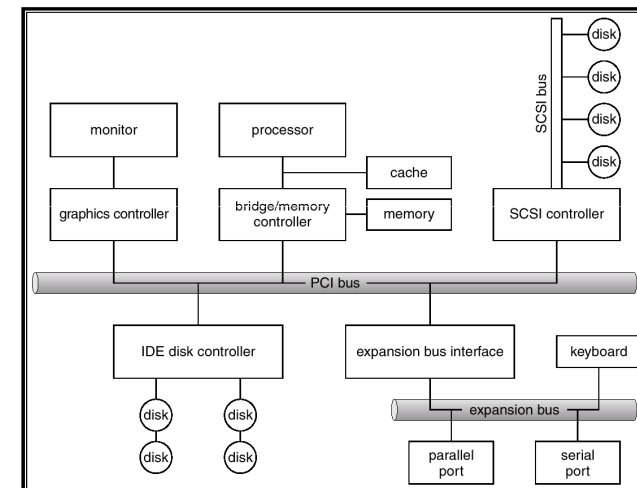 disk
disk
SCSI bus
disk
disk
monitor
processor
cache
graphics controller
bridge/memory
controller
memory
SCSI controller
PCI bus
IDE disk controller
expansion bus interface
keyboard
disk
disk
expansion bus
disk
disk
parallel
port
serial
port